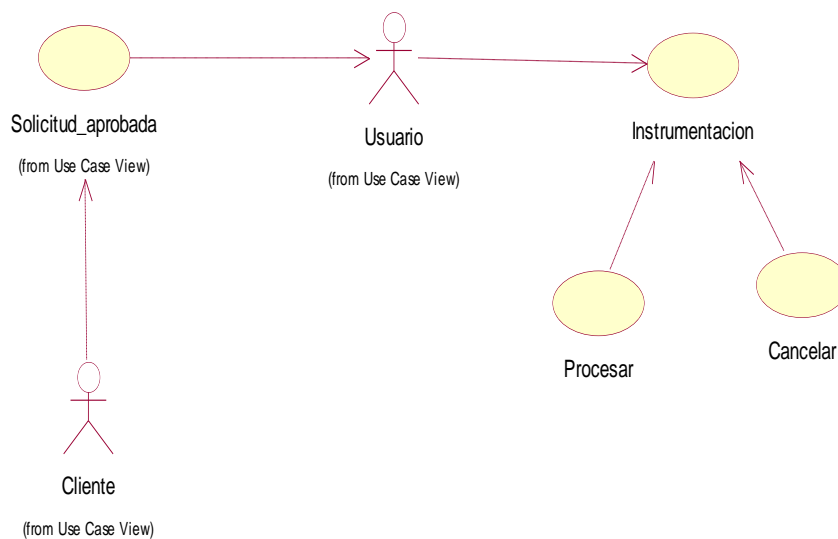 Solicitud_aprobada
(from Use Case View)
Usuario
(from Use Case View)
Instrumentacion
Procesar
Cancelar
Cliente
(from Use Case View)